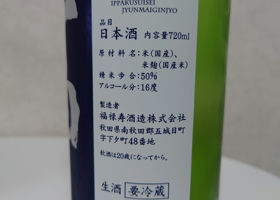 IPPAKUSUISEI
JYUNMAIGINJYO
品目
日本酒 内容量720ml
原材料名:米(国産)、
米麹(国産米)
精米歩合:50%
アルコール分:16度
製造者
福禄寿酒造株式会社
秋田県南秋田郡五城目町
字下夕町48番地
飲酒は20歳になってから。
生酒 要冷蔵